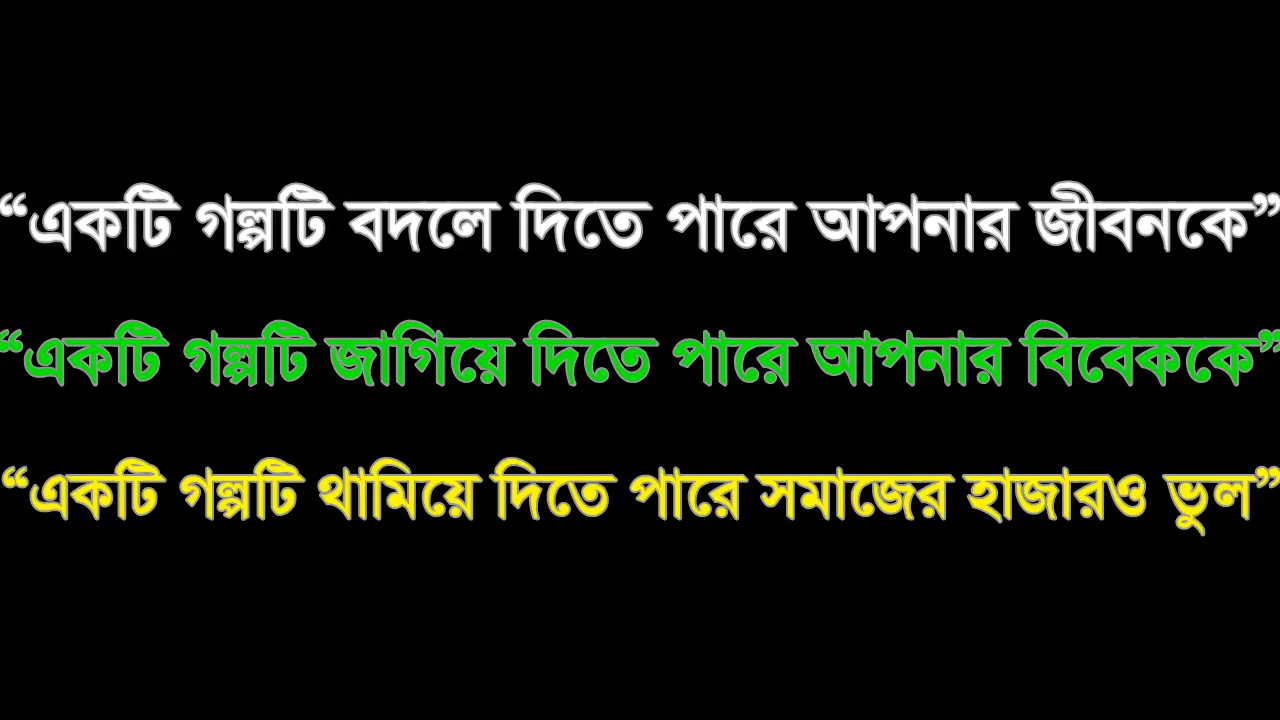 “একটি গল্পটি বদলে দিতে পারে আপনার জীবনকে”
“একটি গল্পটি জাগিয়ে দিতে পারে আপনার বিবেককে”
“একটি গল্পটি থামিয়ে দিতে পারে সমাজের হাজারও ভুল”